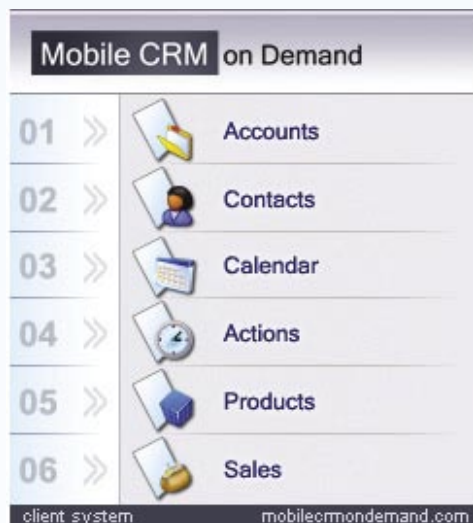 Mobile CRM on Demand
01 Accounts
02 Contacts
03 Calendar
04 Actions
05 Products
06 Sales
client system mobilecrmondemand.com